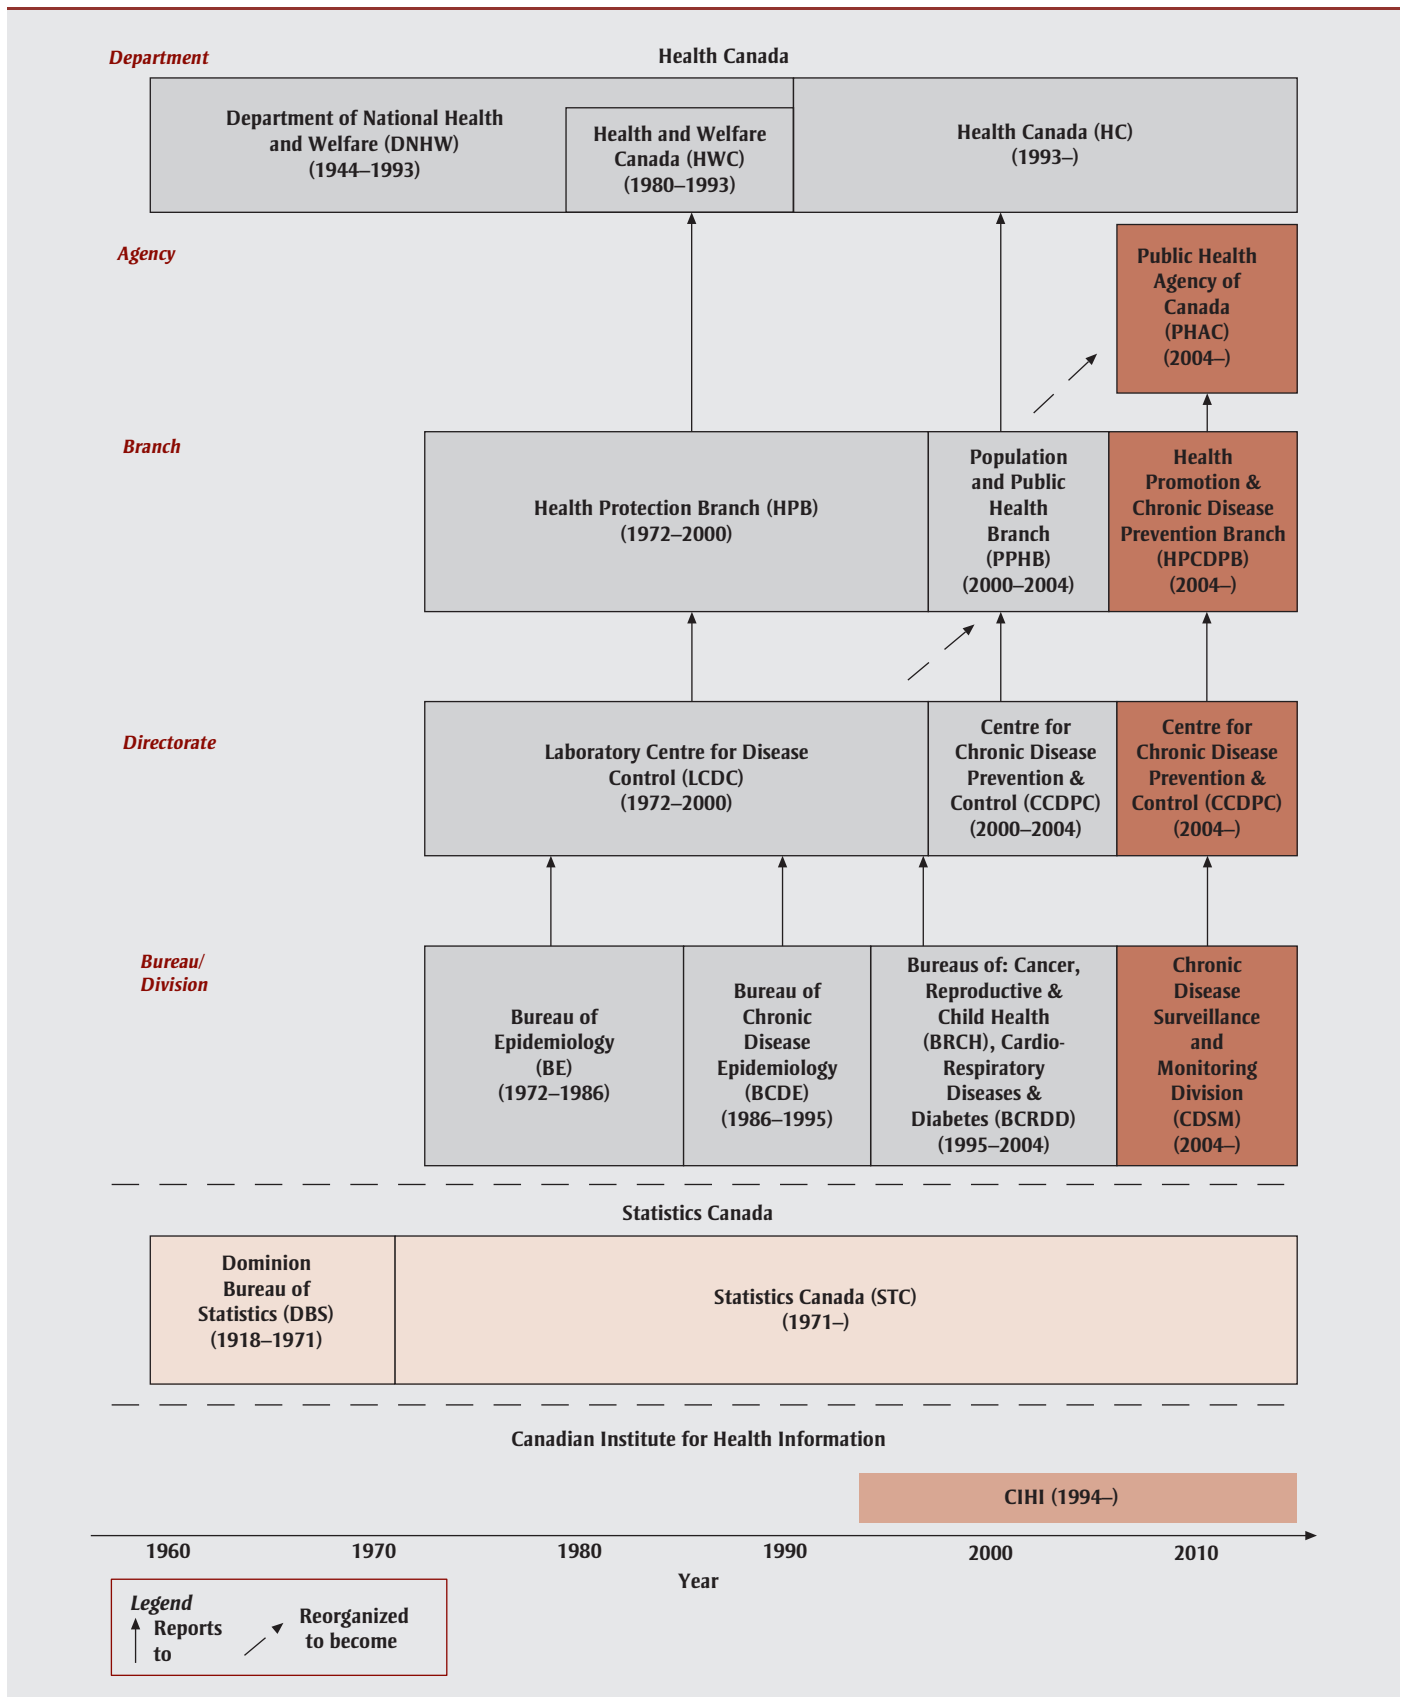 Department
Health Canada
Department of National Health
and Welfare (DNHW)
(1944–1993)
Health and Welfare
Canada (HWC)
(1980–1993)
Health Canada (HC)
(1993–)
Agency
Public Health
Agency of
Canada
(PHAC)
(2004–)
Branch
Health Protection Branch (HPB)
(1972–2000)
Population
and Public
Health
Branch
(PPHB)
(2000–2004)
Health
Promotion &
Chronic Disease
Prevention Branch
(HPCDPB)
(2004–)
Directorate
Laboratory Centre for Disease
Control (LCDC)
(1972–2000)
Centre for
Chronic Disease
Prevention &
Control (CCDPC)
(2000–2004)
Centre for
Chronic Disease
Prevention &
Control (CCDPC)
(2004–)
Bureau/
Division
Bureau of
Epidemiology
(BE)
(1972–1986)
Bureau of
Chronic
Disease
Epidemiology
(BCDE)
(1986–1995)
Bureaus of: Cancer,
Reproductive &
Child Health
(BRCH), Cardio-
Respiratory
Diseases &
Diabetes (BCRDD)
(1995–2004)
Chronic
Disease
Surveillance
and
Monitoring
Division
(CDSM)
(2004–)
Statistics Canada
Dominion
Bureau of
Statistics (DBS)
(1918–1971)
Statistics Canada (STC)
(1971–)
Canadian Institute for Health Information
CIHI (1994–)
1960 1970 1980 1990 2000 2010
Year
Legend
Reports
to
Reorganized
to become